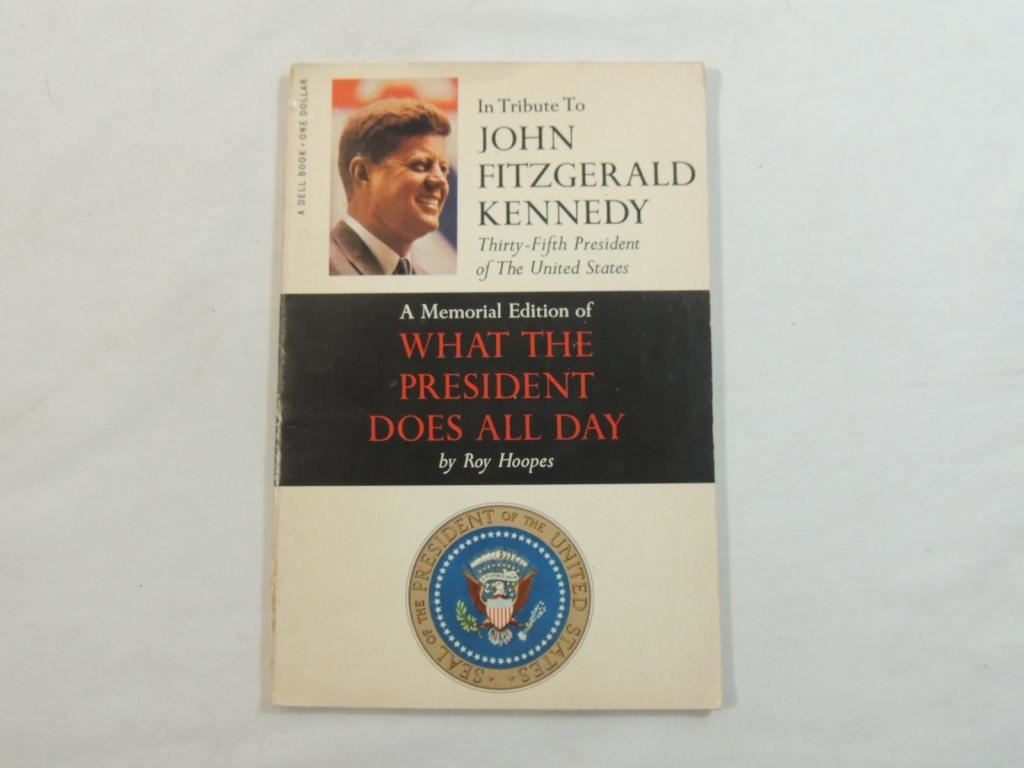 A DELL BOOK • ONE DOLLAR
In Tribute To
JOHN
FITZGERALD
KENNEDY
Thirty-Fifth President
of The United States
A Memorial Edition of
WHAT THE
PRESIDENT
DOES ALL DAY
by Roy Hoopes
SEAL OF THE PRESIDENT OF THE UNITED STATES